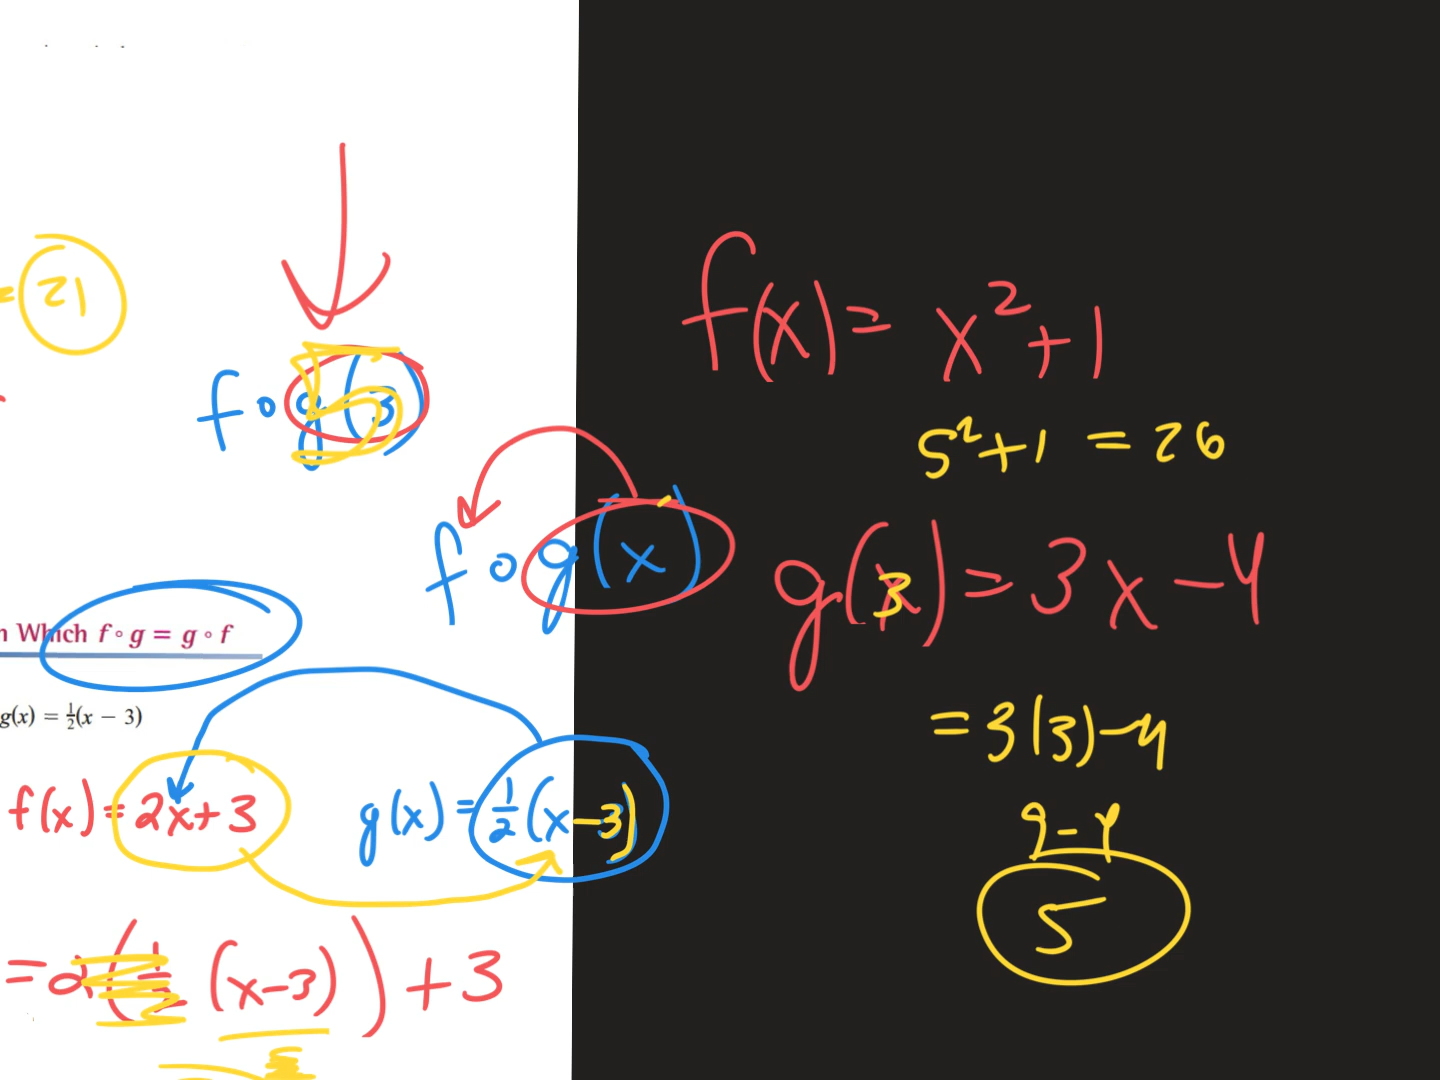 = 21
f∘g(3)
f∘g(x)
n Which f ∘ g = g ∘ f
g(x) = ½(x − 3)
f(x) = 2x+3
g(x) = ½(x−3)
= 2(½(x−3)) + 3
f(x) = x²+1
5²+1 = 26
g(3) = 3x−4
= 3(3)−4
9−4
5